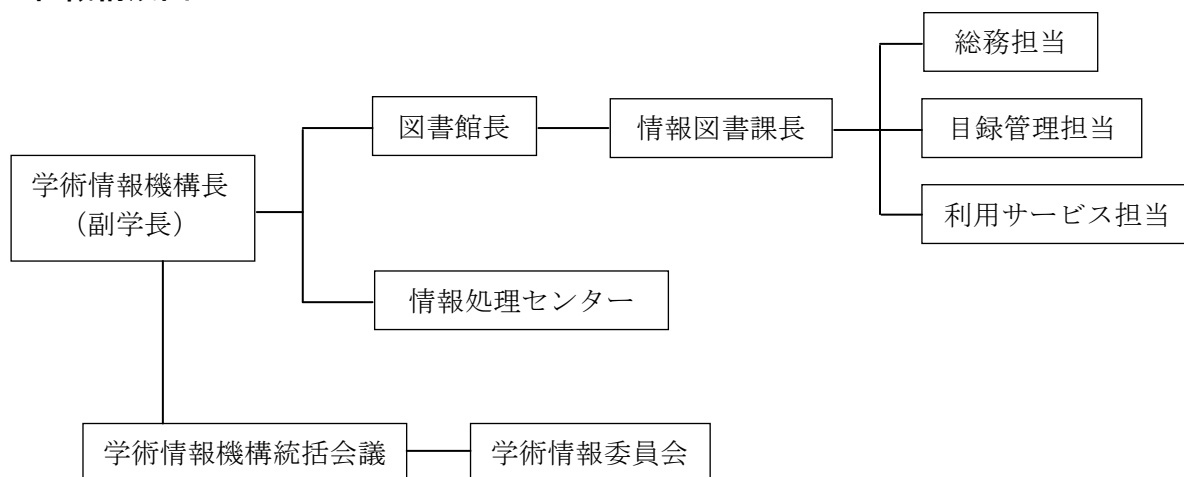 総務担当
図書館長
情報図書課長
目録管理担当
学術情報機構長
（副学長）
利用サービス担当
情報処理センター
学術情報機構統括会議
学術情報委員会